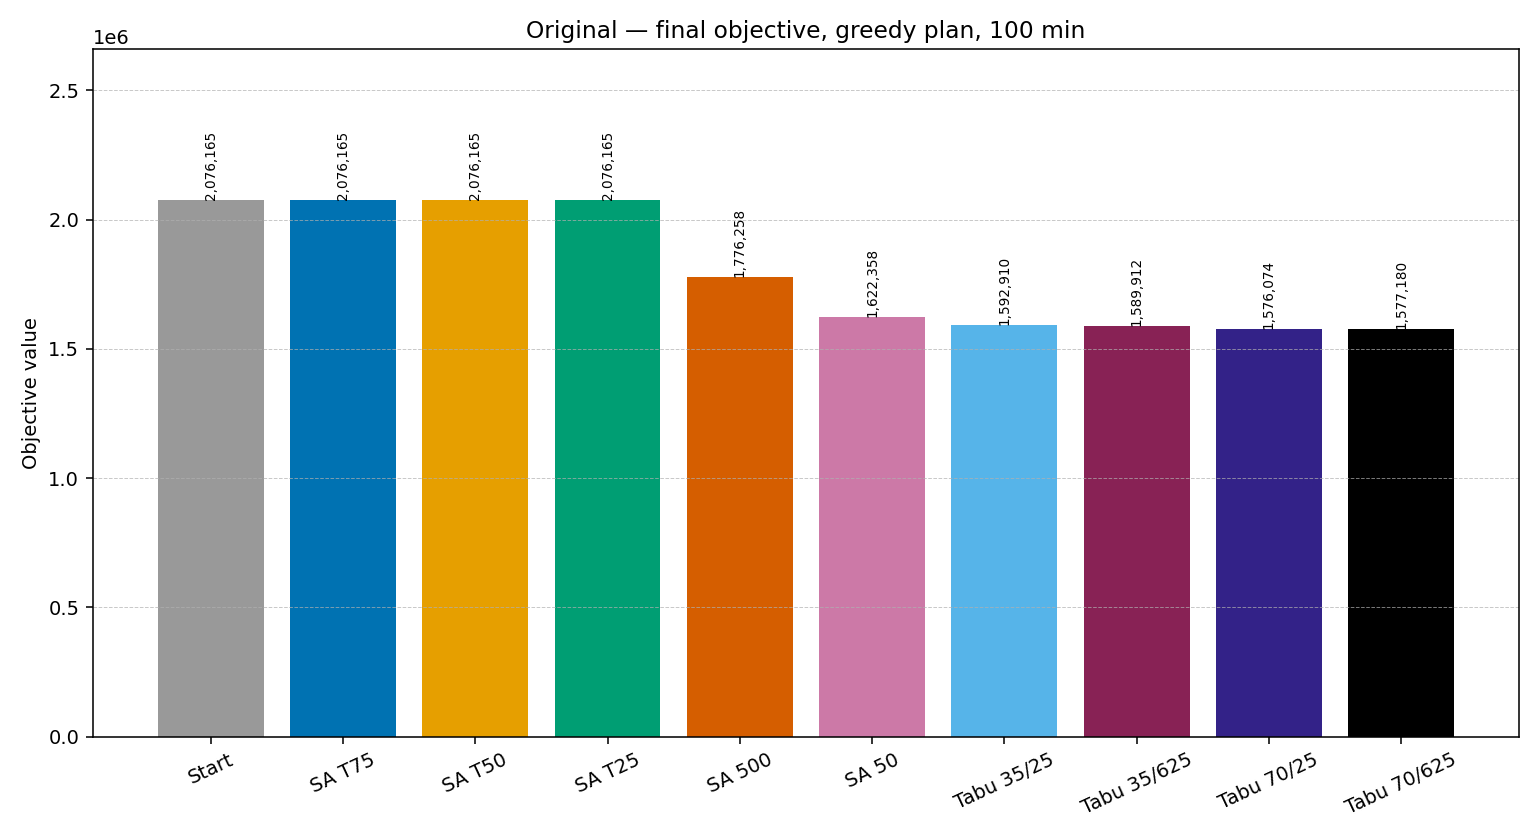 Original — final objective, greedy plan, 100 min
1e6
2.5
2.0
1.5
1.0
0.5
0.0
Objective value
2,076,165
2,076,165
2,076,165
2,076,165
1,776,258
1,622,358
1,592,910
1,589,912
1,576,074
1,577,180
Start
SA T75
SA T50
SA T25
SA 500
SA 50
Tabu 35/25
Tabu 35/625
Tabu 70/25
Tabu 70/625